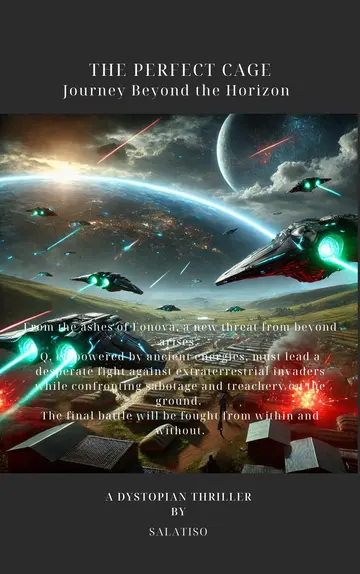 THE PERFECT CAGE
Journey Beyond the Horizon
From the ashes of Eonova, a new threat from beyond
arises.
Q, empowered by ancient energies, must lead a
desperate fight against extraterrestrial invaders
while confronting sabotage and treachery on the
ground.
The final battle will be fought from within and
without.
A DYSTOPIAN THRILLER
BY
SALATISO